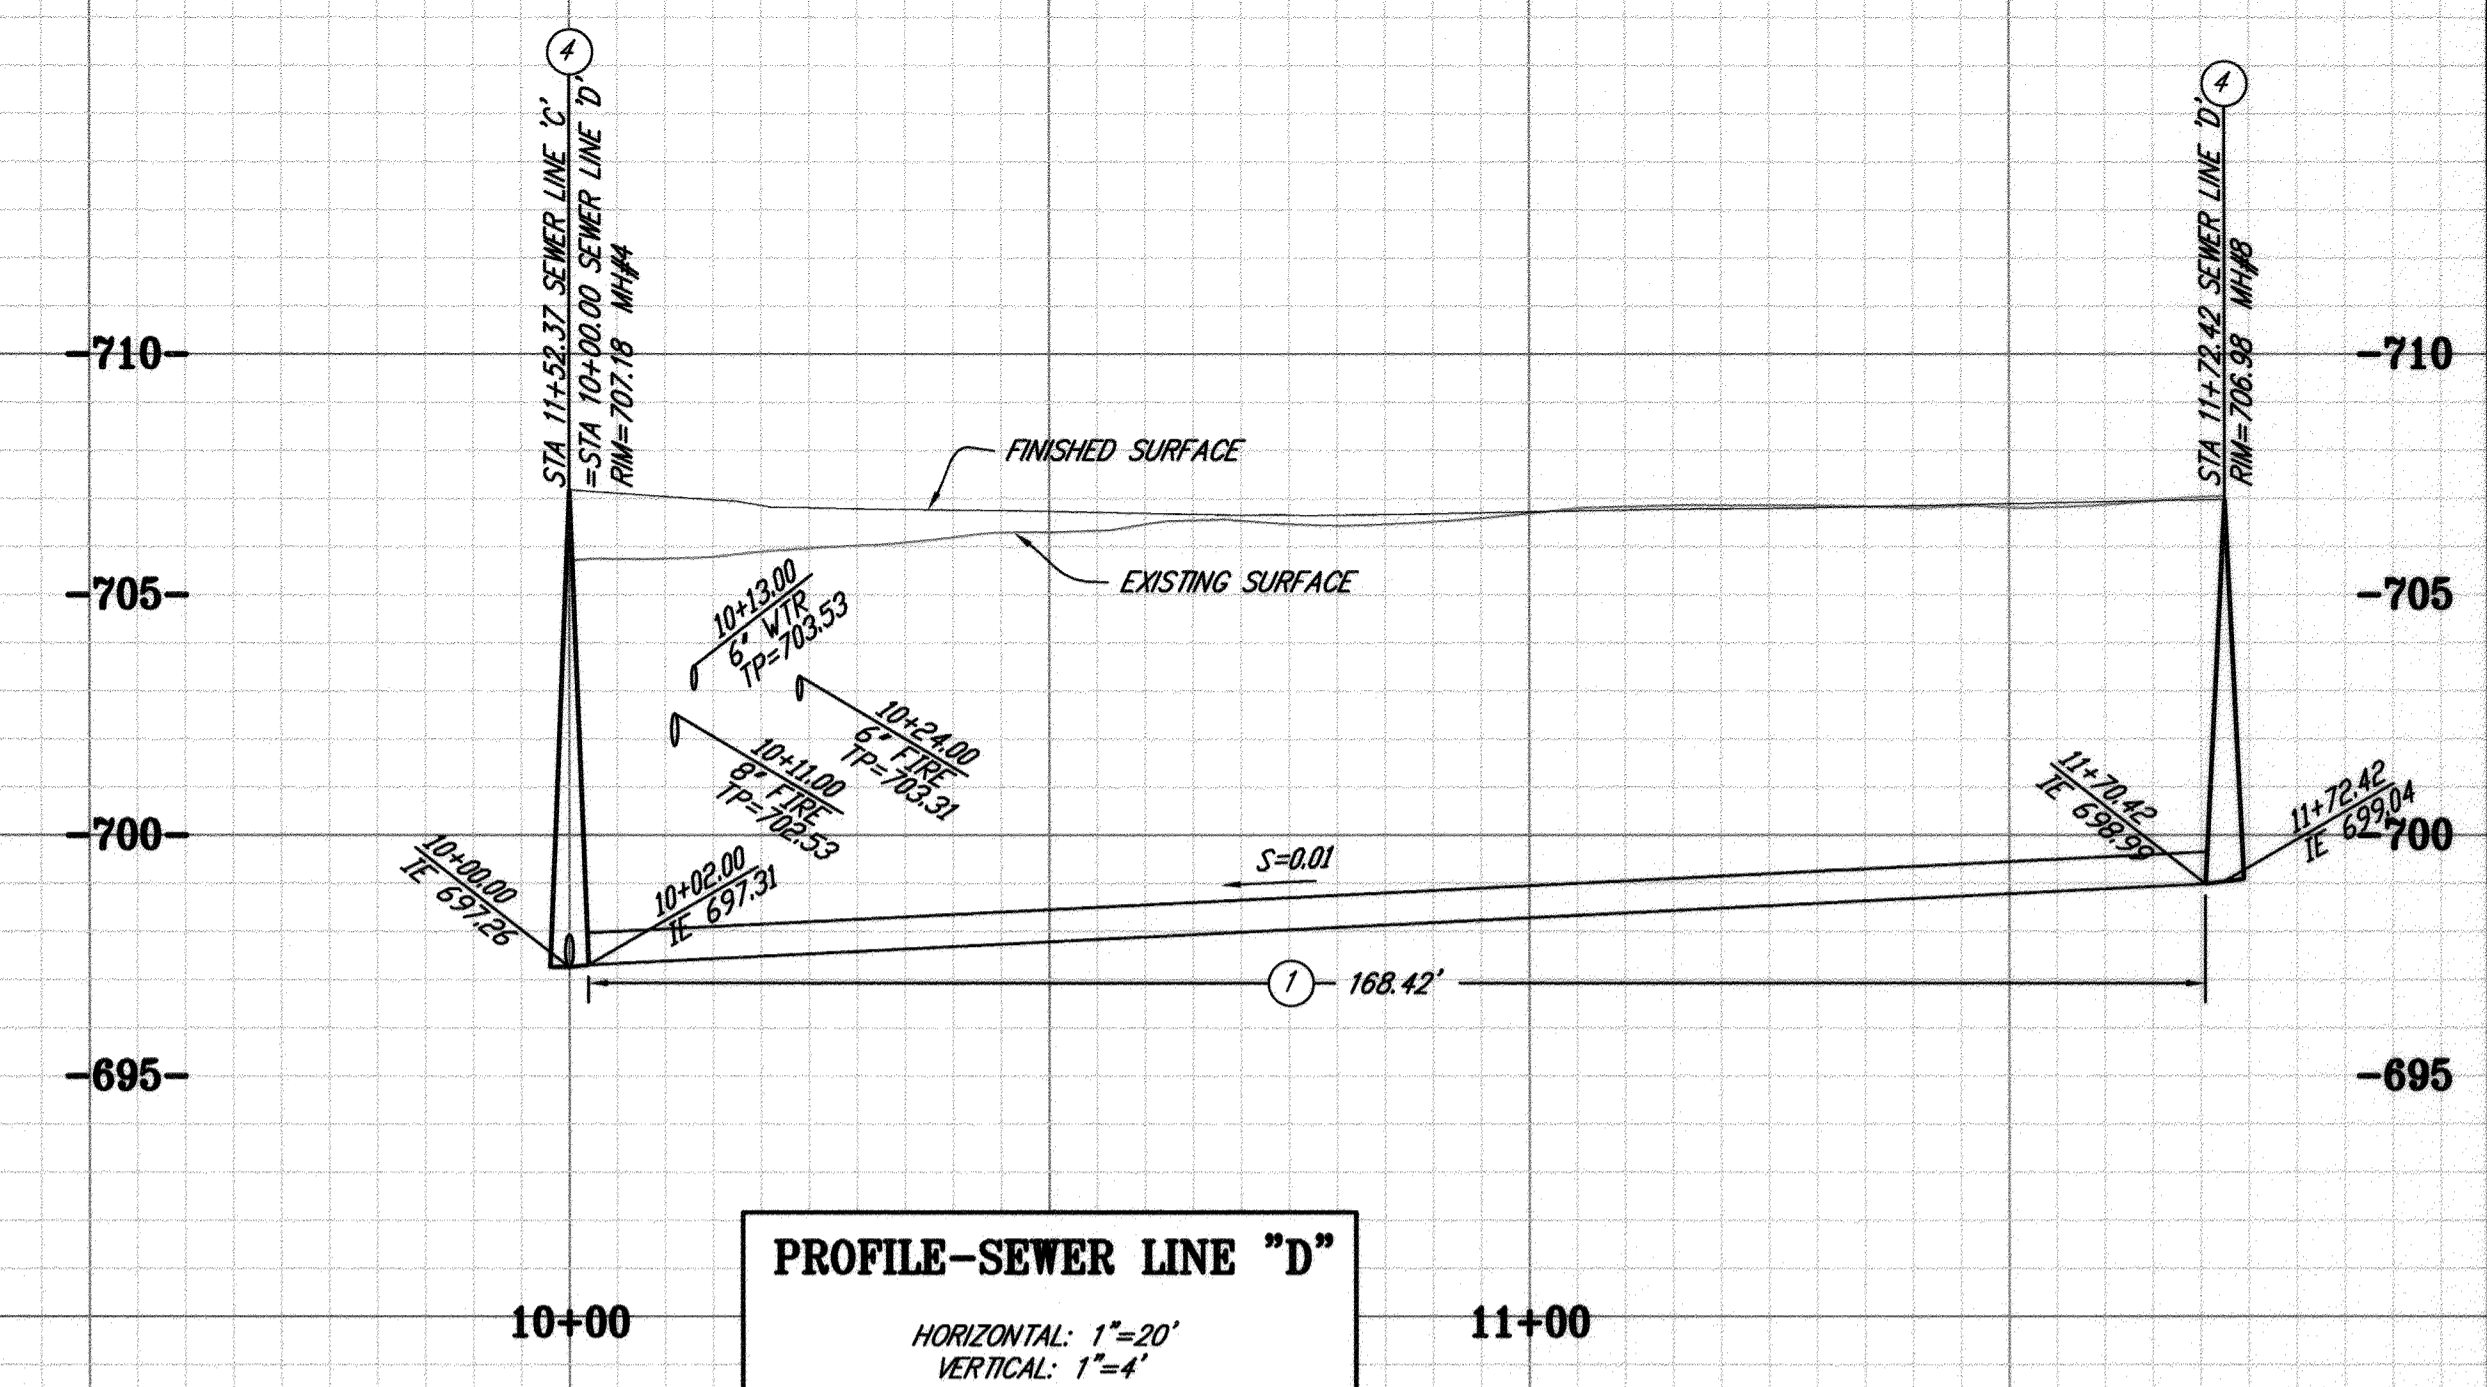 4
STA 11+52.37 SEWER LINE 'C'
=STA 10+00.00 SEWER LINE 'D'
RIM=707.18 MH#4
4
STA 11+72.42 SEWER LINE 'D'
RIM=706.98 MH#8
-710-
-710
FINISHED SURFACE
EXISTING SURFACE
-705-
-705
10+13.00
6" WTR
TP=703.53
10+24.00
6" FIRE
TP=703.31
10+11.00
8" FIRE
TP=702.53
-700-
-700
10+00.00
IE 697.26
10+02.00
IE 697.31
S=0.01
11+70.42
IE 698.99
11+72.42
IE 699.04
1
168.42'
-695-
-695
PROFILE-SEWER LINE "D"
10+00
11+00
HORIZONTAL: 1"=20'
VERTICAL: 1"=4'